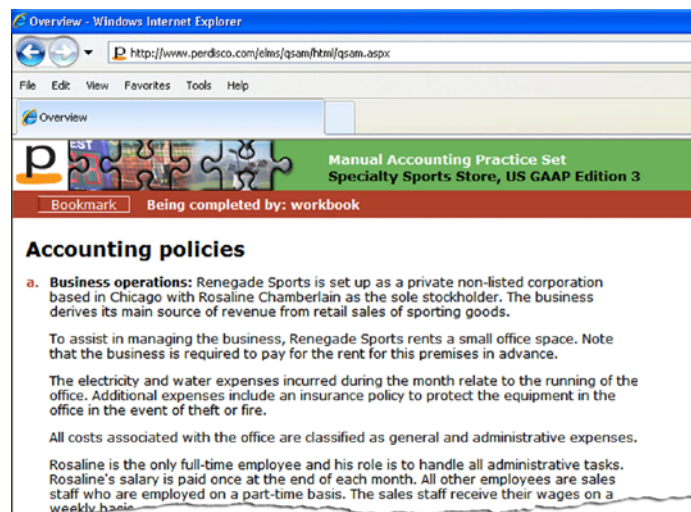 Overview - Windows Internet Explorer
http://www.perdisco.com/elms/qsam/html/qsam.aspx
File Edit View Favorites Tools Help
Overview
p
EST
Manual Accounting Practice Set
Specialty Sports Store, US GAAP Edition 3
Bookmark Being completed by: workbook
Accounting policies
a. Business operations: Renegade Sports is set up as a private non-listed corporation
based in Chicago with Rosaline Chamberlain as the sole stockholder. The business
derives its main source of revenue from retail sales of sporting goods.
To assist in managing the business, Renegade Sports rents a small office space. Note
that the business is required to pay for the rent for this premises in advance.
The electricity and water expenses incurred during the month relate to the running of the
office. Additional expenses include an insurance policy to protect the equipment in the
office in the event of theft or fire.
All costs associated with the office are classified as general and administrative expenses.
Rosaline is the only full-time employee and his role is to handle all administrative tasks.
Rosaline's salary is paid once at the end of each month. All other employees are sales
staff who are employed on a part-time basis. The sales staff receive their wages on a
weekly basis